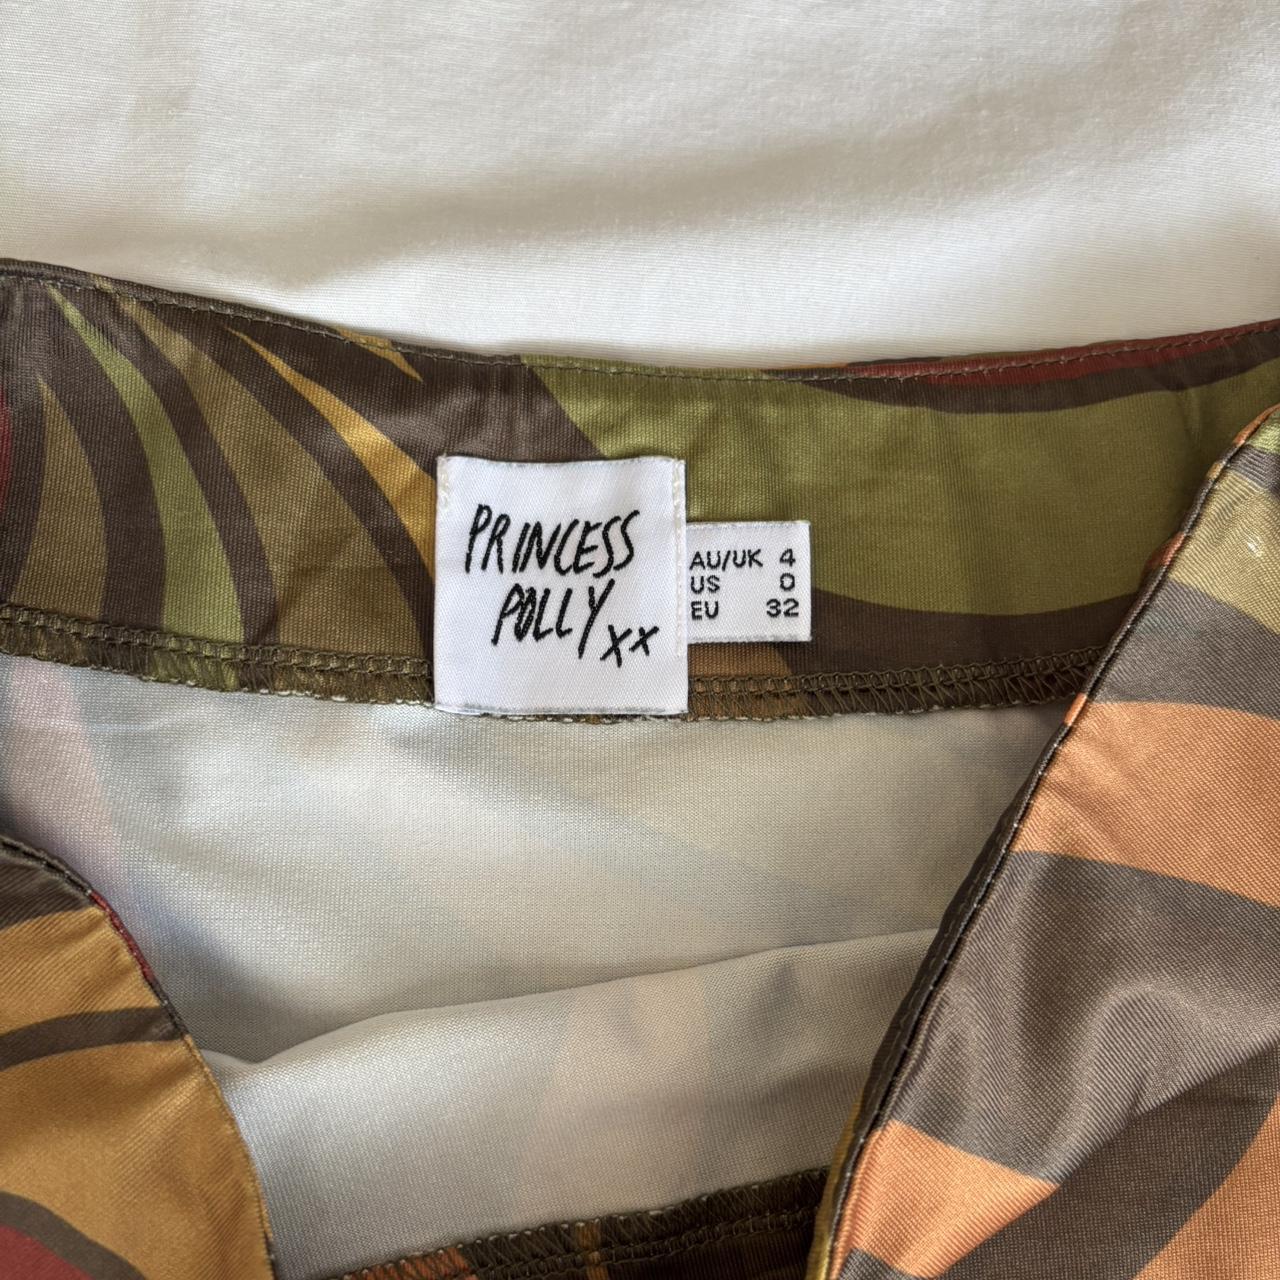 PRINCESS
POLLY xx
AU/UK 4
US 0
EU 32